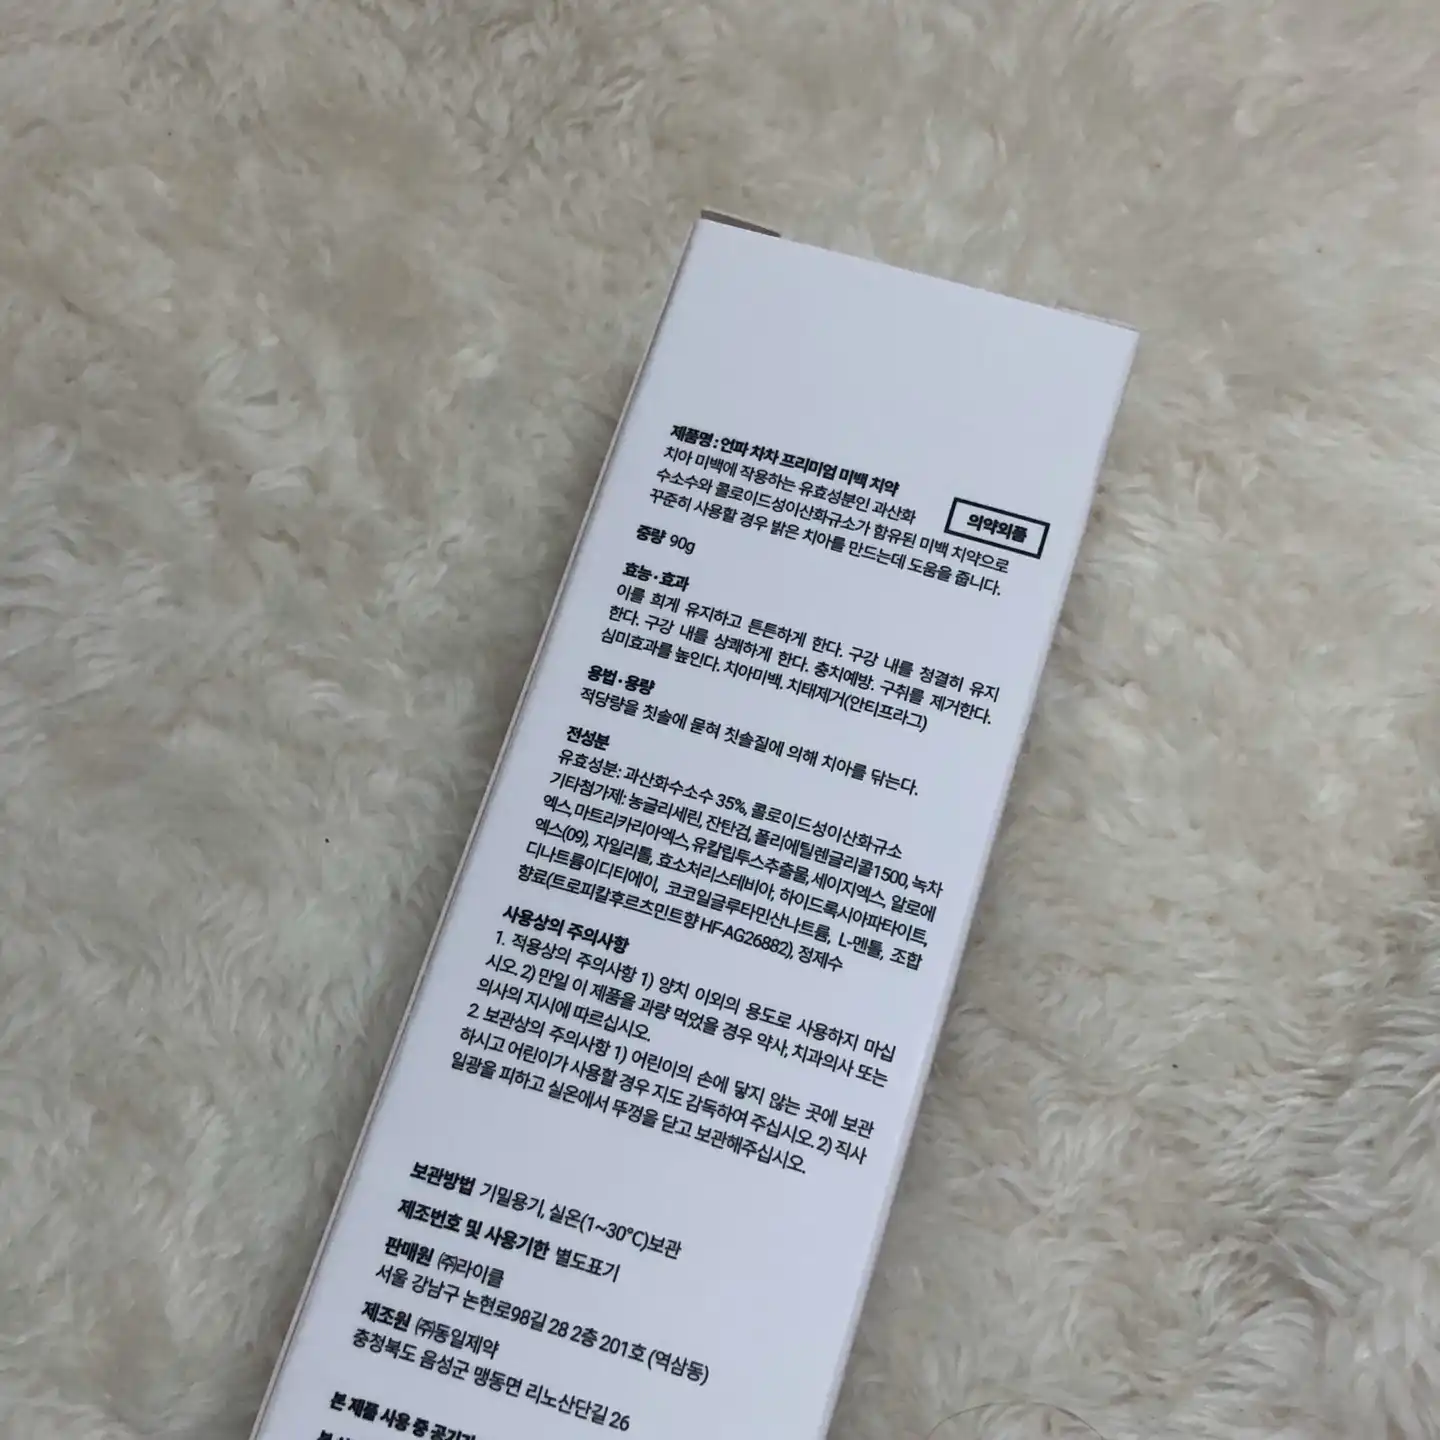 제품명 : 언파 차차 프리미엄 미백 치약
치아 미백에 작용하는 유효성분인 과산화
수소수와 콜로이드성이산화규소가 함유된 미백 치약으로
꾸준히 사용할 경우 밝은 치아를 만드는데 도움을 줍니다.
의약외품
중량 90g
효능·효과
이를 희게 유지하고 튼튼하게 한다. 구강 내를 청결히 유지
한다. 구강 내를 상쾌하게 한다. 충치예방. 구취를 제거한다.
심미효과를 높인다. 치아미백, 치태제거(안티프라그)
용법·용량
적당량을 칫솔에 묻혀 칫솔질에 의해 치아를 닦는다.
전성분
유효성분: 과산화수소수 35%, 콜로이드성이산화규소
기타첨가제: 농글리세린, 잔탄검, 폴리에틸렌글리콜1500, 녹차
엑스, 마트리카리아엑스, 유칼립투스추출물, 세이지엑스, 알로에
엑스(09), 자일리톨, 효소처리스테비아, 하이드록시아파타이트,
디나트륨이디티에이, 코코일글루타민산나트륨, L-멘톨, 조합
향료(트로피칼후르츠민트향 HF-AG26882), 정제수
사용상의 주의사항
1. 적용상의 주의사항 1) 양치 이외의 용도로 사용하지 마십
시오. 2) 만일 이 제품을 과량 먹었을 경우 약사, 치과의사 또는
의사의 지시에 따르십시오.
2. 보관상의 주의사항 1) 어린이의 손에 닿지 않는 곳에 보관
하시고 어린이가 사용할 경우 지도 감독하여 주십시오. 2) 직사
일광을 피하고 실온에서 뚜껑을 닫고 보관해주십시오.
보관방법 기밀용기, 실온(1~30℃)보관
제조번호 및 사용기한 별도표기
판매원 ㈜라이클
서울 강남구 논현로98길 28 2층 201호 (역삼동)
제조원 ㈜동일제약
충청북도 음성군 맹동면 리노산단길 26
본 제품 사용 중